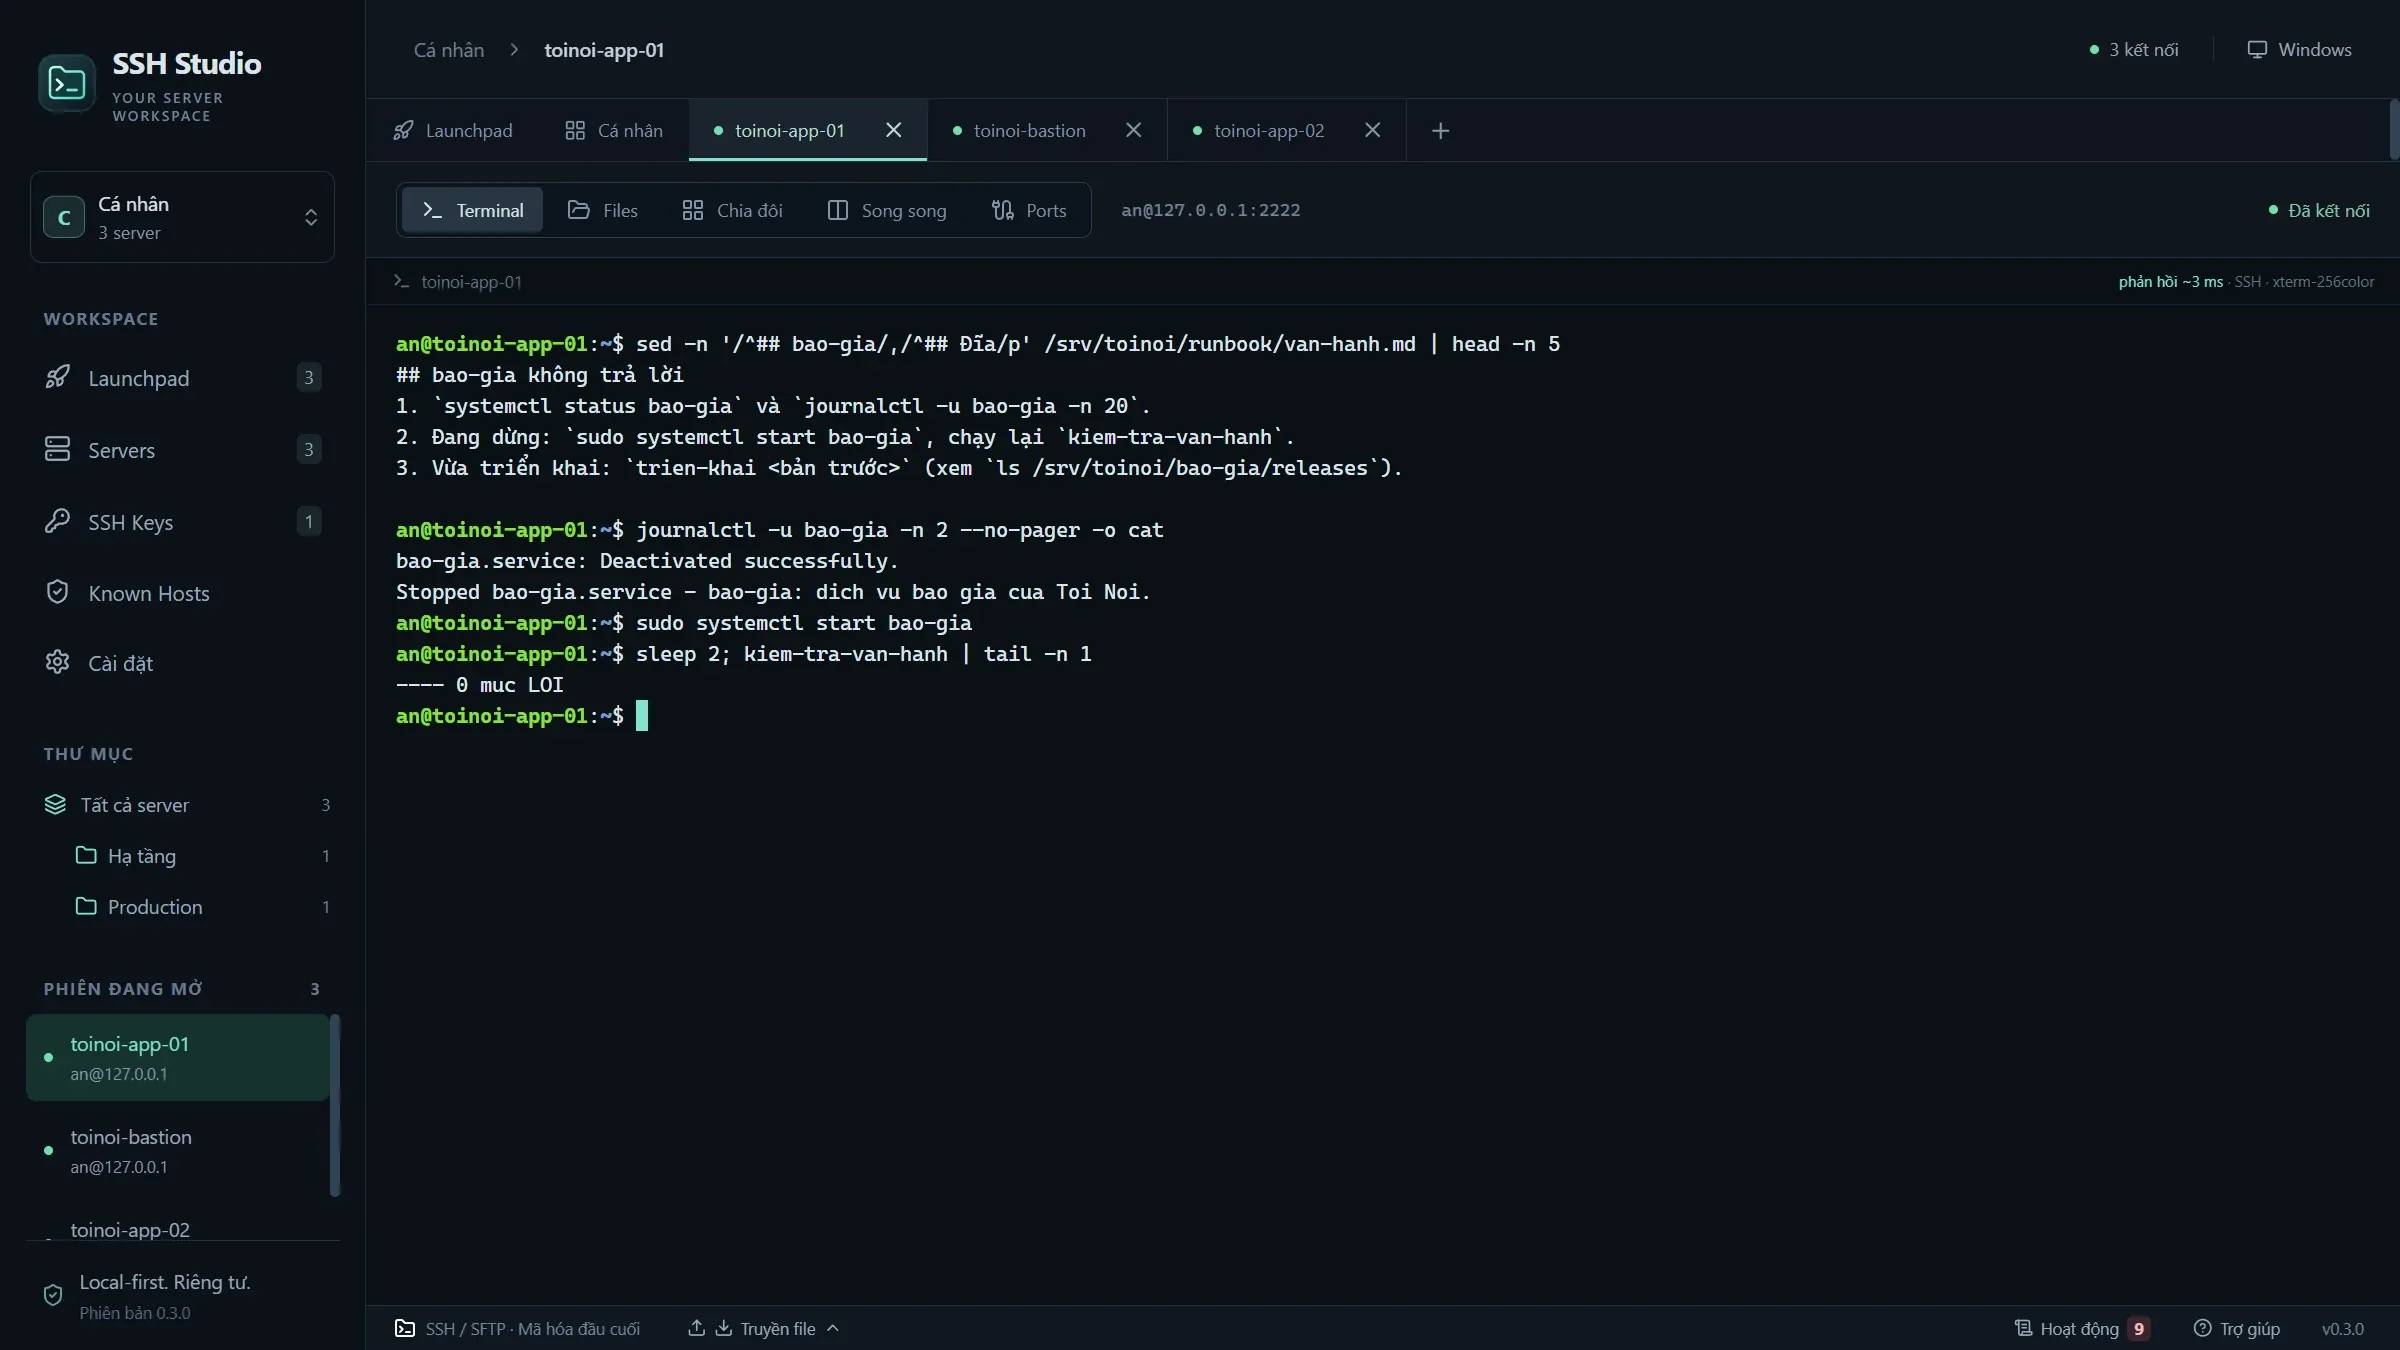 SSH Studio
YOUR SERVER
WORKSPACE
C
Cá nhân
3 server
WORKSPACE
Launchpad 3
Servers 3
SSH Keys 1
Known Hosts
Cài đặt
THƯ MỤC
Tất cả server 3
Hạ tầng 1
Production 1
PHIÊN ĐANG MỞ 3
toinoi-app-01
an@127.0.0.1
toinoi-bastion
an@127.0.0.1
toinoi-app-02
Local-first. Riêng tư.
Phiên bản 0.3.0
Cá nhân > toinoi-app-01
3 kết nối
Windows
Launchpad
Cá nhân
toinoi-app-01
toinoi-bastion
toinoi-app-02
Terminal
Files
Chia đôi
Song song
Ports
an@127.0.0.1:2222
Đã kết nối
toinoi-app-01
phản hồi ~3 ms · SSH · xterm-256color
an@toinoi-app-01:~$ sed -n '/^## bao-gia/,/^## Đĩa/p' /srv/toinoi/runbook/van-hanh.md | head -n 5
## bao-gia không trả lời
1. `systemctl status bao-gia` và `journalctl -u bao-gia -n 20`.
2. Đang dừng: `sudo systemctl start bao-gia`, chạy lại `kiem-tra-van-hanh`.
3. Vừa triển khai: `trien-khai <bản trước>` (xem `ls /srv/toinoi/bao-gia/releases`).
an@toinoi-app-01:~$ journalctl -u bao-gia -n 2 --no-pager -o cat
bao-gia.service: Deactivated successfully.
Stopped bao-gia.service - bao-gia: dich vu bao gia cua Toi Noi.
an@toinoi-app-01:~$ sudo systemctl start bao-gia
an@toinoi-app-01:~$ sleep 2; kiem-tra-van-hanh | tail -n 1
---- 0 muc LOI
an@toinoi-app-01:~$
SSH / SFTP · Mã hóa đầu cuối
Truyền file
Hoạt động 9
Trợ giúp
v0.3.0